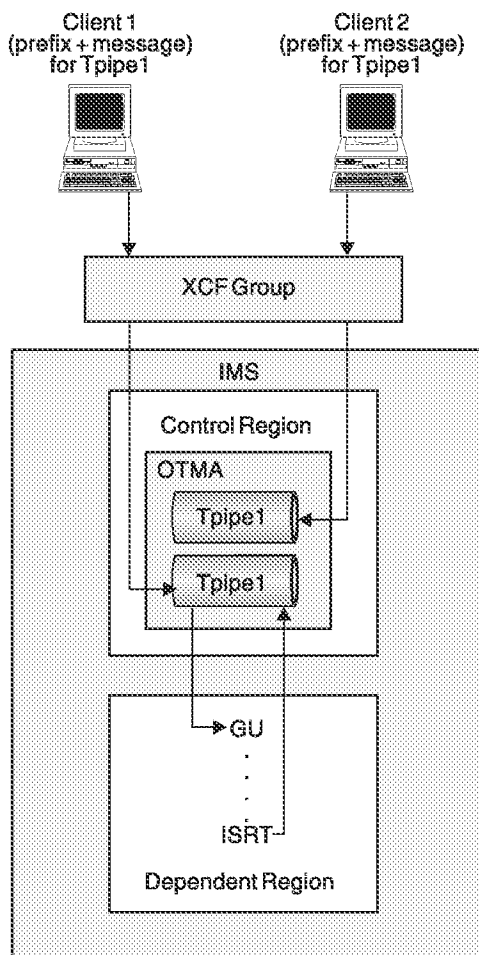 Client 1
(prefix + message)
for Tpipe1
Client 2
(prefix + message)
for Tpipe1
XCF Group
IMS
Control Region
OTMA
Tpipe1
Tpipe1
GU
ISRT
Dependent Region